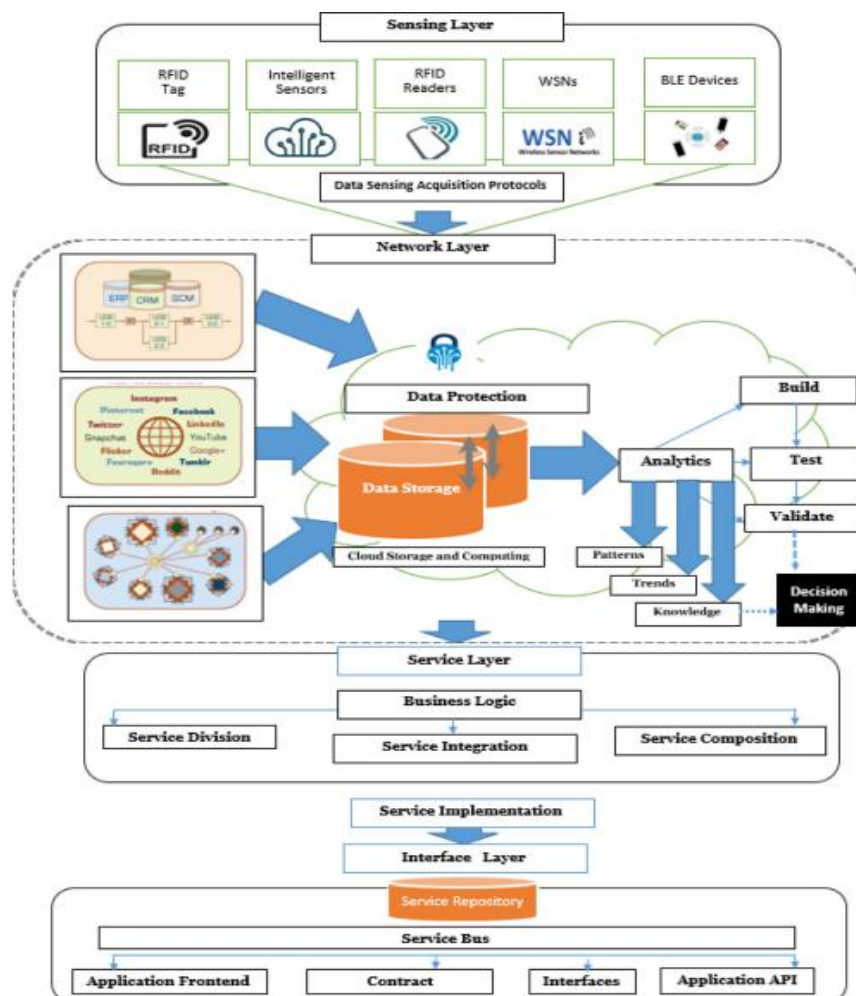 Sensing Layer
RFID
Tag
Intelligent
Sensors
RFID
Readers
WSNs
BLE Devices
RFID
WSN
Wireless Sensor Networks
Data Sensing Acquisition Protocols
Network Layer
ERP
CRM
SCM
Instagram
Pinterest
Facebook
Twitter
LinkedIn
Snapchat
YouTube
Flicker
Google+
Foursquare
Tumblr
Reddit
Data Protection
Data Storage
Cloud Storage and Computing
Analytics
Build
Test
Validate
Patterns
Trends
Knowledge
Decision
Making
Service Layer
Business Logic
Service Division
Service Integration
Service Composition
Service Implementation
Interface Layer
Service Repository
Service Bus
Application Frontend
Contract
Interfaces
Application API